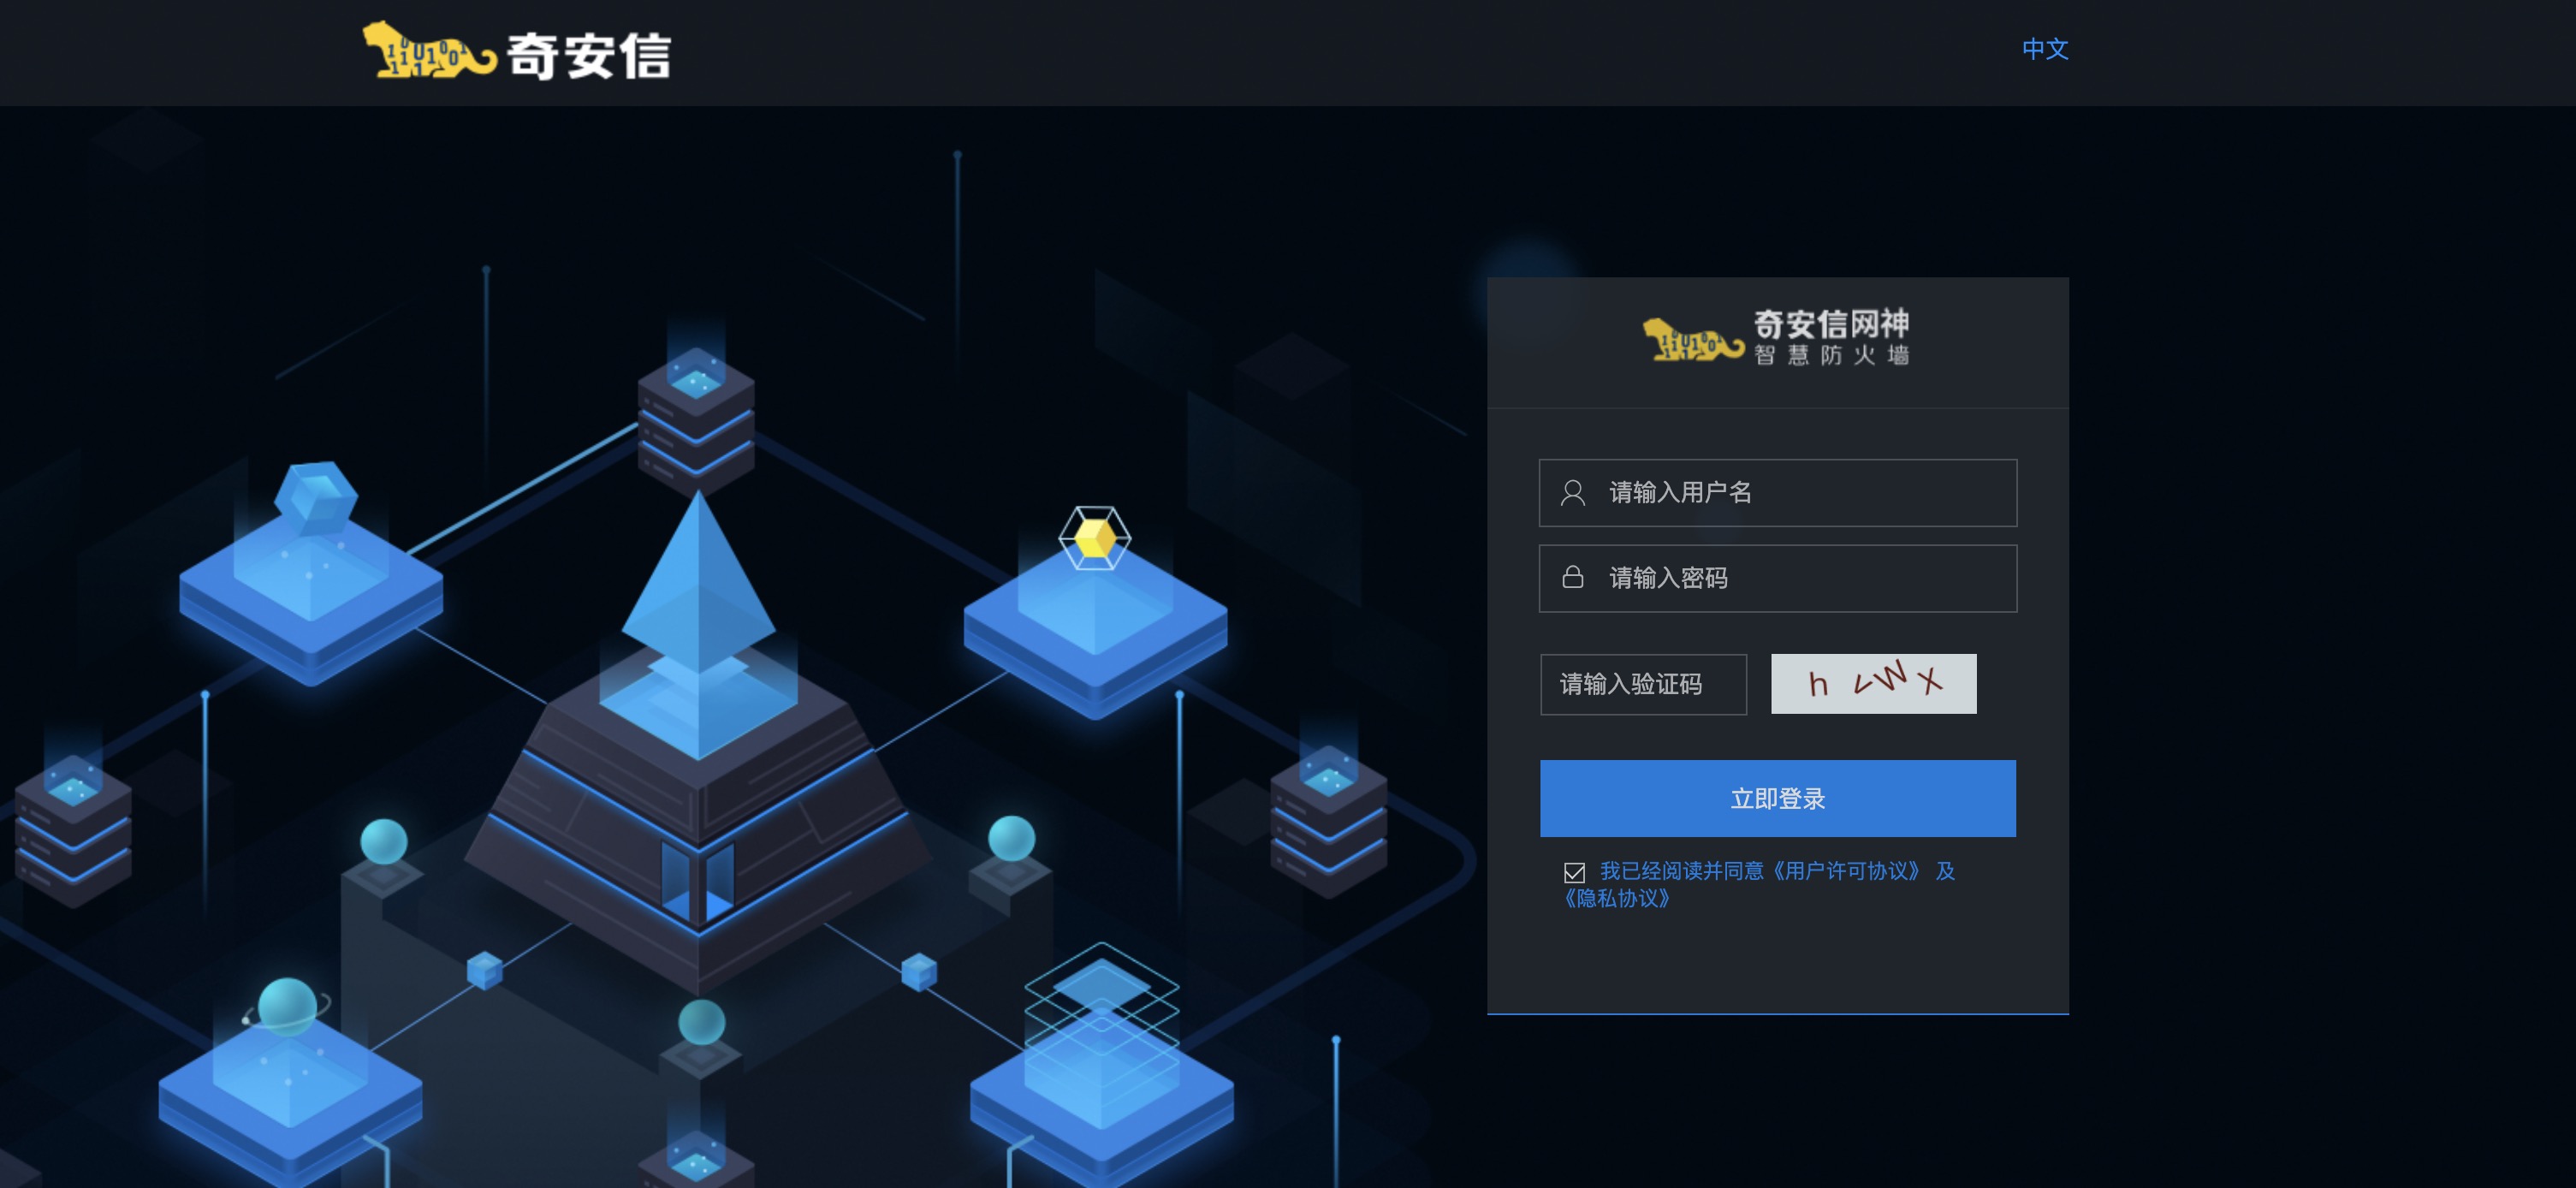 奇安信
中文
奇安信网神
智慧防火墙
请输入用户名
请输入密码
请输入验证码
h v W X
立即登录
我已经阅读并同意《用户许可协议》 及
《隐私协议》